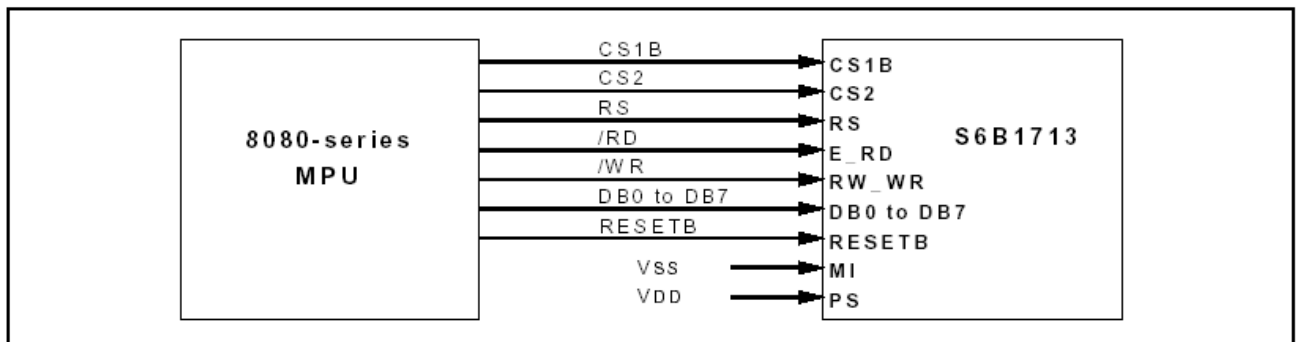 8080-series
MPU
CS1B
CS2
RS
/RD
/WR
DB0 to DB7
RESETB
VSS
VDD
CS1B
CS2
RS
E_RD
RW_WR
DB0 to DB7
RESETB
MI
PS
S6B1713